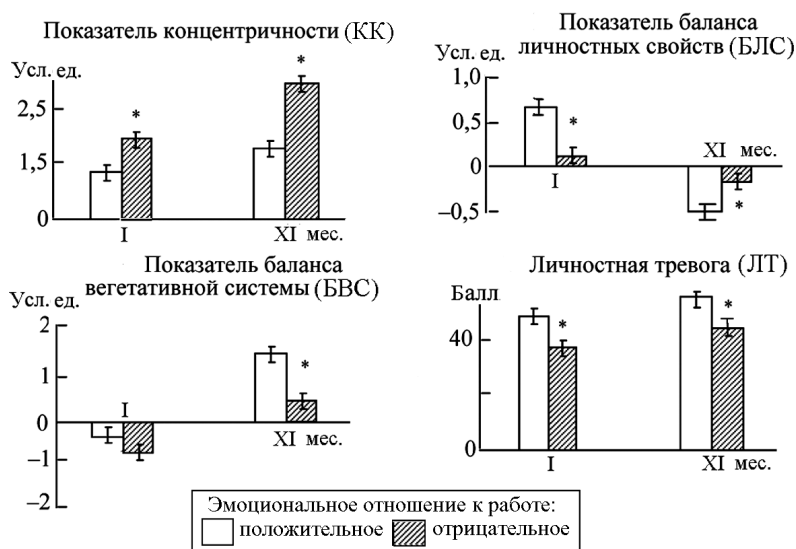 Показатель концентричности (КК)
Усл. ед.
2,5
1,5
0
*
*
I
XI мес.
Показатель баланса
личностных свойств (БЛС)
Усл. ед.
1,0
0,5
0
–0,5
*
I
XI
мес.
*
Показатель баланса
вегетативной системы (БВС)
Усл. ед.
2
1
0
–1
–2
I
*
XI мес.
Личностная тревога (ЛТ)
Балл
40
0
*
*
I
XI мес.
Эмоциональное отношение к работе:
положительное отрицательное